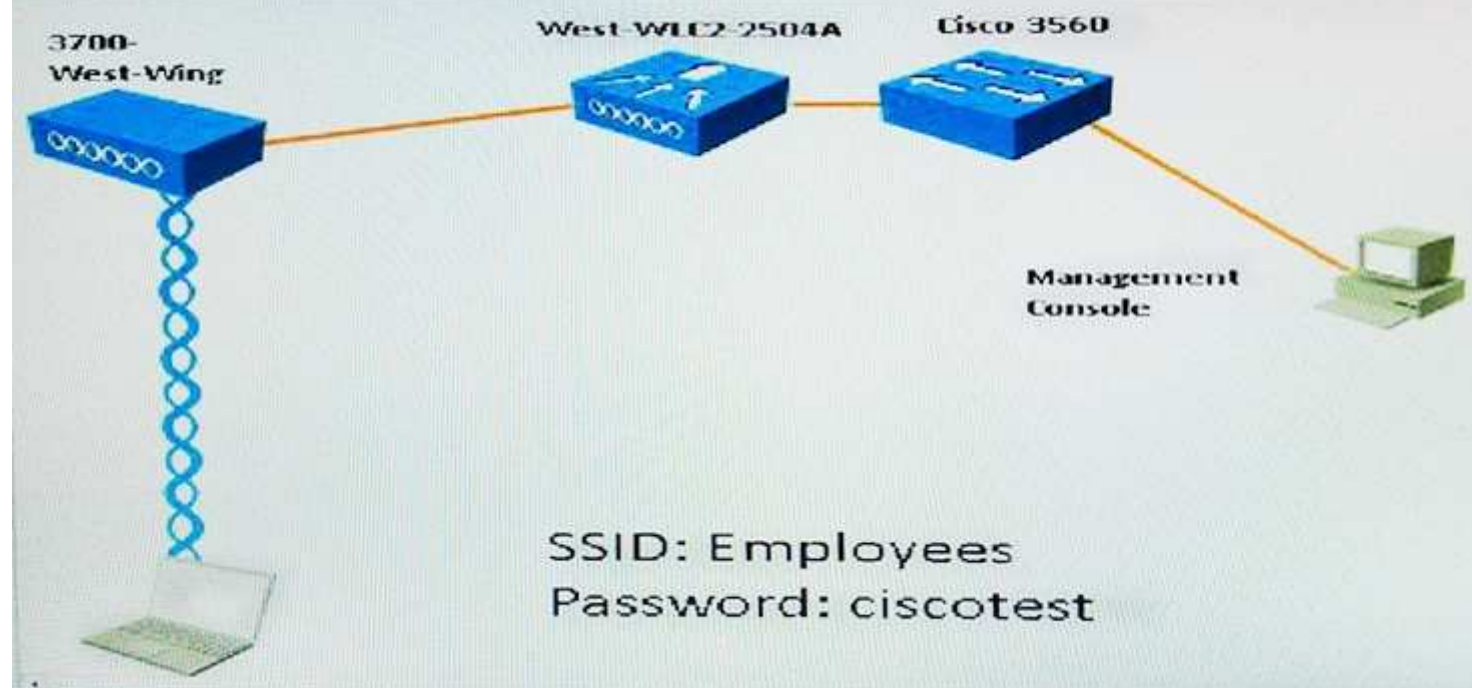 3700-
West-Wing
West-WLC2-2504A
Cisco 3560
Management
Console
SSID: Employees
Password: ciscotest